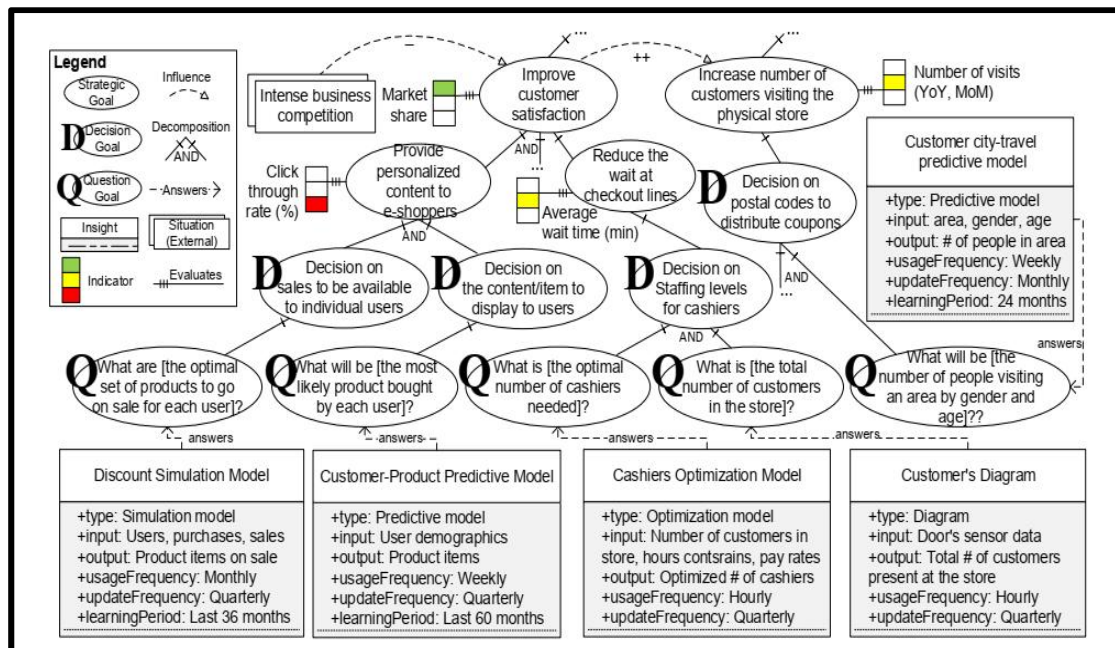 Legend
Strategic
Goal
Influence
D Decision
Goal
Decomposition
AND
Q Question
Goal
Answers
Insight
Situation
(External)
Indicator
Evaluates
...
...
–
++
Intense business
competition
Market
share
Improve
customer
satisfaction
Increase number of
customers visiting the
physical store
Number of visits
(YoY, MoM)
AND
...
Click
through
rate (%)
Provide
personalized
content to
e-shoppers
Reduce the
wait at
checkout lines
Average
wait time (min)
D Decision on
postal codes to
distribute coupons
Customer city-travel
predictive model
+type: Predictive model
+input: area, gender, age
+output: # of people in area
+usageFrequency: Weekly
+updateFrequency: Monthly
+learningPeriod: 24 months
AND
D Decision on
sales to be available
to individual users
D Decision on
the content/item to
display to users
D Decision on
Staffing levels
for cashiers
AND
...
AND
answers
Q What are [the optimal
set of products to go
on sale for each user]?
Q What will be [the most
likely product bought
by each user]?
Q What is [the optimal
number of cashiers
needed]?
Q What is [the total
number of customers
in the store]?
Q What will be [the
number of people visiting
an area by gender and
age]??
answers
answers
answers
answers
Discount Simulation Model
+type: Simulation model
+input: Users, purchases, sales
+output: Product items on sale
+usageFrequency: Monthly
+updateFrequency: Quarterly
+learningPeriod: Last 36 months
Customer-Product Predictive Model
+type: Predictive model
+input: User demographics
+output: Product items
+usageFrequency: Weekly
+updateFrequency: Quarterly
+learningPeriod: Last 60 months
Cashiers Optimization Model
+type: Optimization model
+input: Number of customers in
store, hours contsrains, pay rates
+output: Optimized # of cashiers
+usageFrequency: Hourly
+updateFrequency: Quarterly
Customer's Diagram
+type: Diagram
+input: Door's sensor data
+output: Total # of customers
present at the store
+usageFrequency: Hourly
+updateFrequency: Quarterly